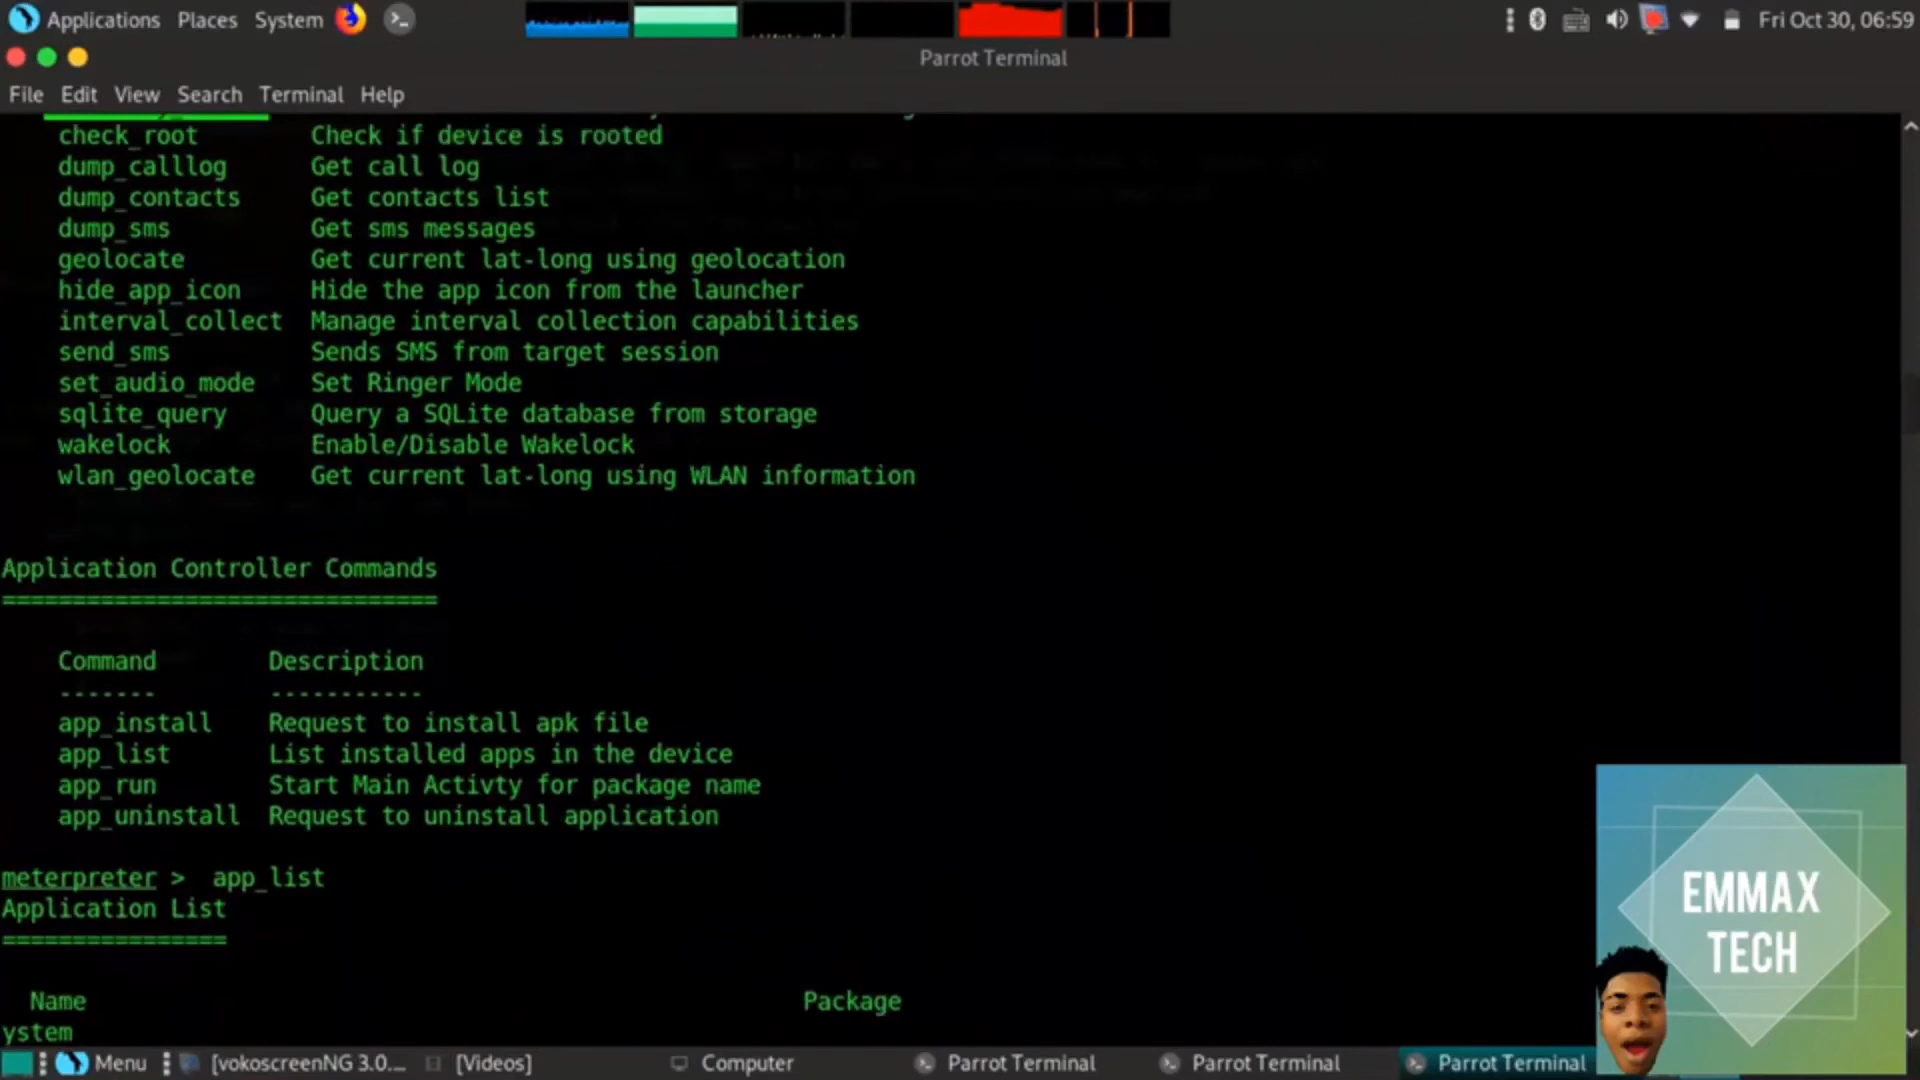 Applications Places System
Fri Oct 30, 06:59
Parrot Terminal
File Edit View Search Terminal Help
check_root Check if device is rooted
dump_calllog Get call log
dump_contacts Get contacts list
dump_sms Get sms messages
geolocate Get current lat-long using geolocation
hide_app_icon Hide the app icon from the launcher
interval_collect Manage interval collection capabilities
send_sms Sends SMS from target session
set_audio_mode Set Ringer Mode
sqlite_query Query a SQLite database from storage
wakelock Enable/Disable Wakelock
wlan_geolocate Get current lat-long using WLAN information
Application Controller Commands
===============================
Command Description
------- -----------
app_install Request to install apk file
app_list List installed apps in the device
app_run Start Main Activty for package name
app_uninstall Request to uninstall application
meterpreter > app_list
Application List
================
Name Package
ystem
EMMAX
TECH
Menu [vokoscreenNG 3.0.... [Videos] Computer Parrot Terminal Parrot Terminal Parrot Terminal